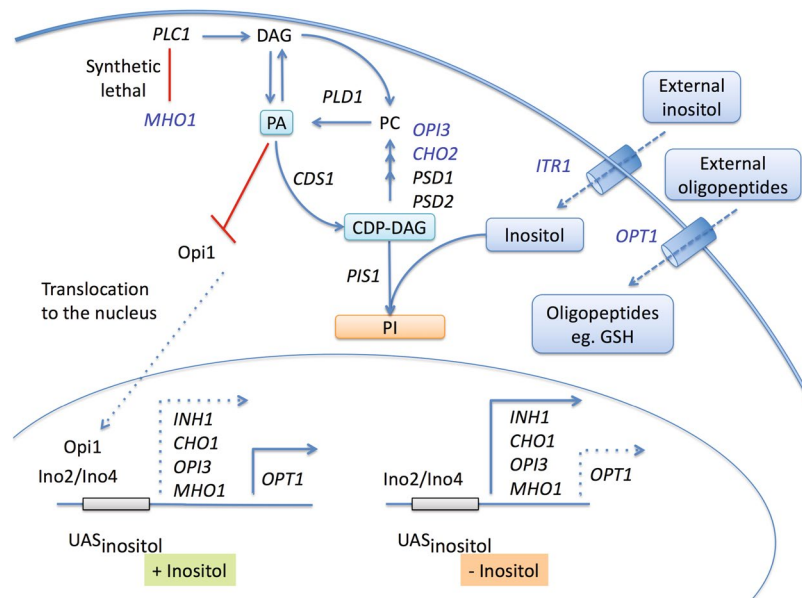 PLC1
DAG
Synthetic
lethal
MHO1
PLD1
PA
PC
OPI3
CHO2
PSD1
PSD2
CDS1
CDP-DAG
PIS1
PI
External
inositol
ITR1
External
oligopeptides
OPT1
Inositol
Oligopeptides
eg. GSH
Opi1
Translocation
to the nucleus
Opi1
Ino2/Ino4
INH1
CHO1
OPI3
MHO1
OPT1
UASinositol
+ Inositol
Ino2/Ino4
INH1
CHO1
OPI3
MHO1
OPT1
UASinositol
- Inositol